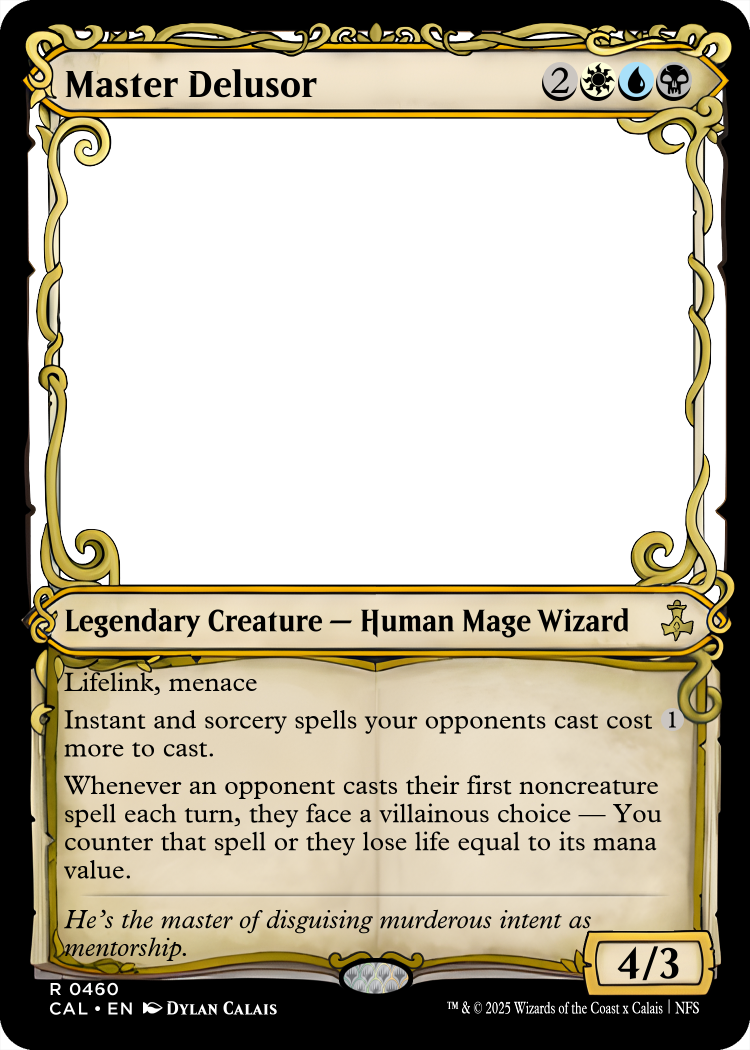 Master Delusor 2
Legendary Creature — Human Mage Wizard
Lifelink, menace
Instant and sorcery spells your opponents cast cost 1
more to cast.
Whenever an opponent casts their first noncreature
spell each turn, they face a villainous choice — You
counter that spell or they lose life equal to its mana
value.
He's the master of disguising murderous intent as
mentorship.
4/3
R 0460
CAL • EN DYLAN CALAIS
™ & © 2025 Wizards of the Coast x Calais | NFS